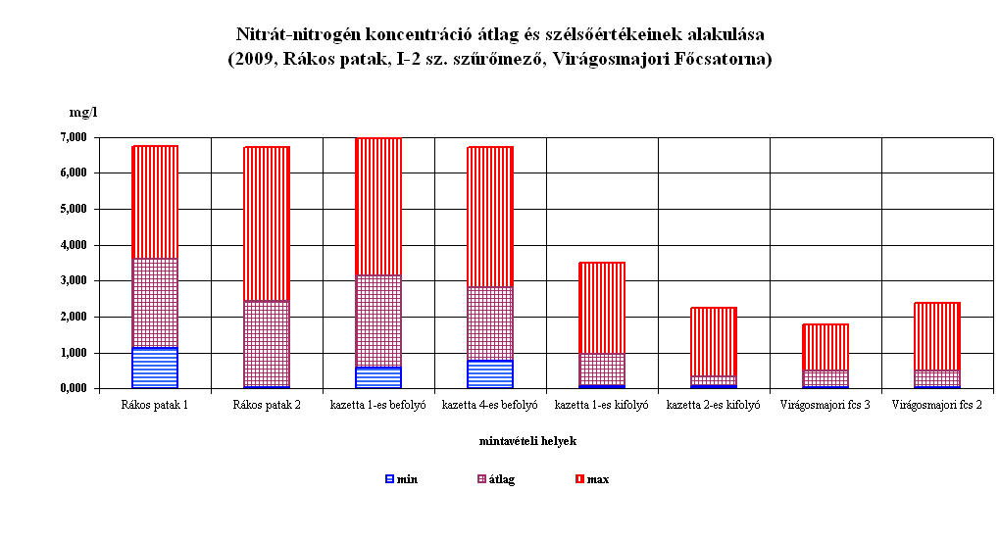 Nitrát-nitrogén koncentráció átlag és szélsőértékeinek alakulása
(2009, Rákos patak, I-2 sz. szűrőmező, Virágosmajori Főcsatorna)
mg/l
7,000
6,000
5,000
4,000
3,000
2,000
1,000
0,000
Rákos patak 1 Rákos patak 2 kazetta 1-es befolyó kazetta 4-es befolyó kazetta 1-es kifolyó kazetta 2-es kifolyó Virágosmajori fcs 3 Virágosmajori fcs 2
mintavételi helyek
min átlag max